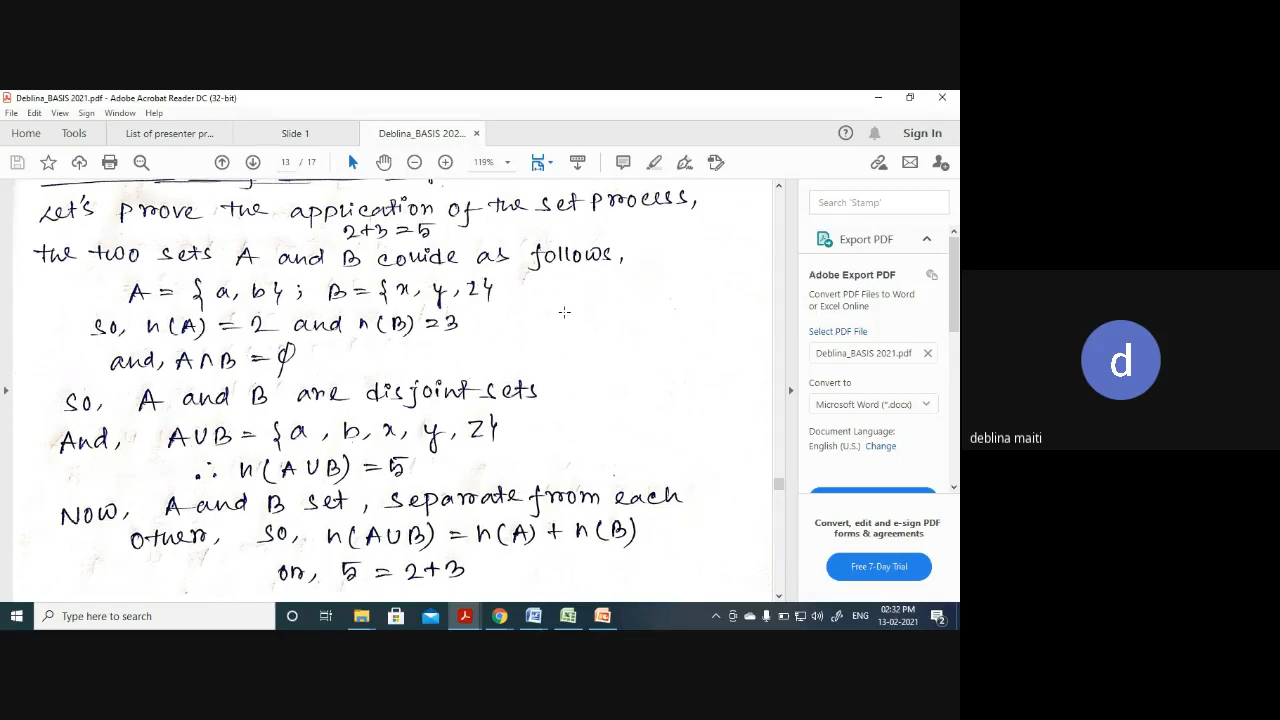 Deblina_BASIS 2021.pdf - Adobe Acrobat Reader DC (32-bit)
File Edit View Sign Window Help
Home Tools List of presenter pr... Slide 1 Deblina_BASIS 202... × Sign In
13 / 17 119%
Let's prove the application of the set process,
2+3=5
the two sets A and B couide as follows,
A = { a, b}; B = {x, y, z}
so, n(A) = 2 and n(B) = 3
and, A∩B = φ
so, A and B are disjoint sets
And, A∪B = {a, b, x, y, z}
∴ n(A∪B) = 5
Now, A and B set, separate from each
other, so, n(A∪B) = n(A) + n(B)
or, 5 = 2+3
Search 'Stamp'
Export PDF
Adobe Export PDF
Convert PDF Files to Word
or Excel Online
Select PDF File
Deblina_BASIS 2021.pdf
Convert to
Microsoft Word (*.docx)
Document Language:
English (U.S.) Change
Convert, edit and e-sign PDF
forms & agreements
Free 7-Day Trial
d
deblina maiti
Type here to search
ENG
02:32 PM
13-02-2021
2